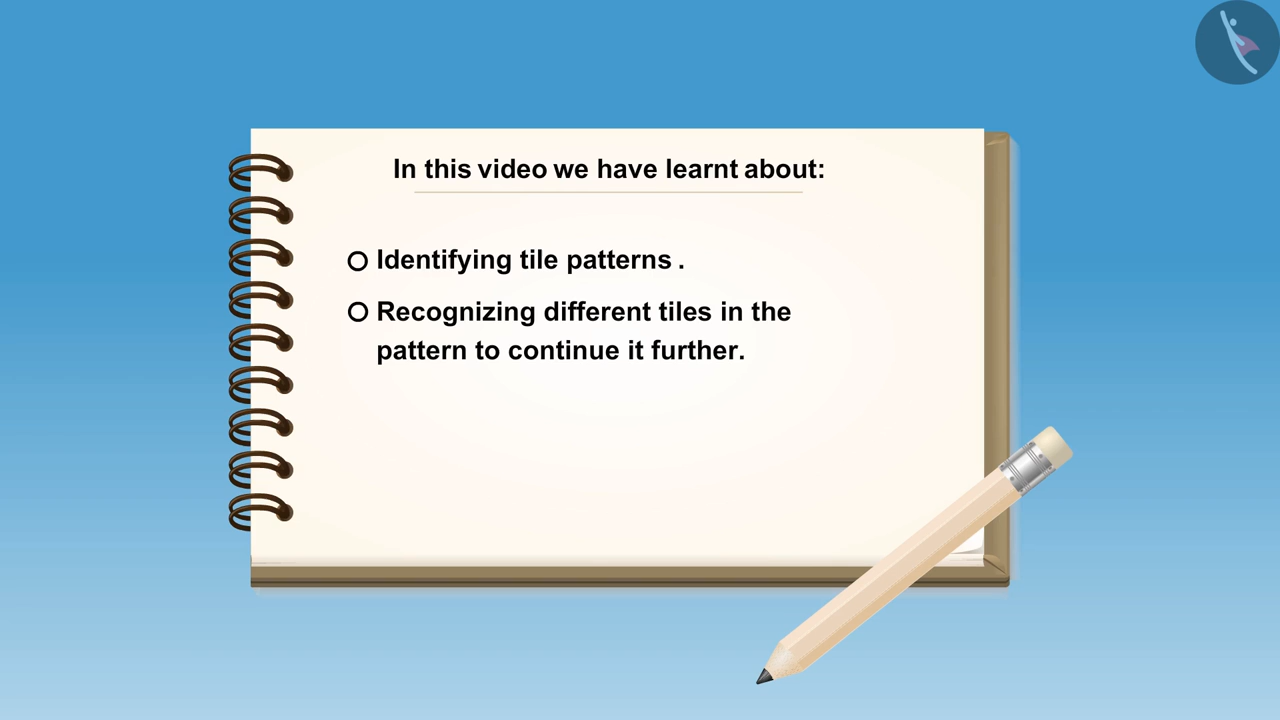 In this video we have learnt about:
Identifying tile patterns .
Recognizing different tiles in the
pattern to continue it further.